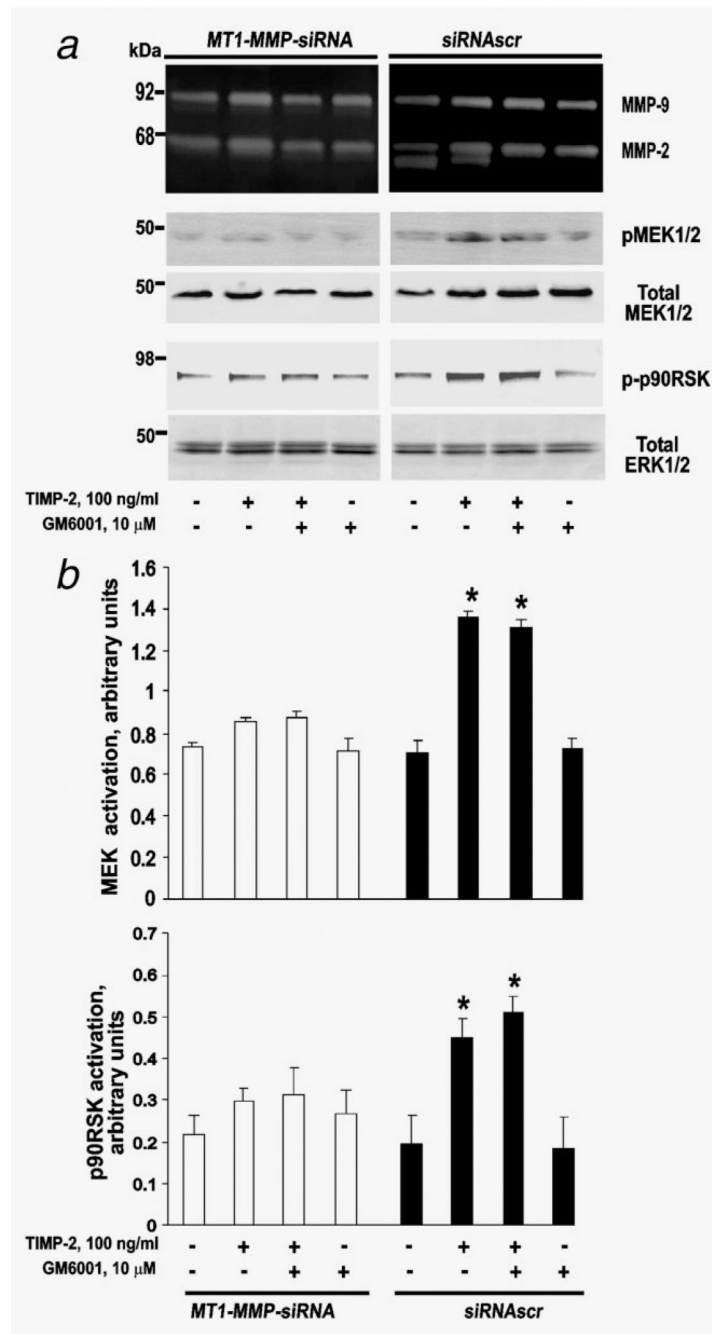 a
MT1-MMP-siRNA siRNAscr
kDa
92 MMP-9
68 MMP-2
50 pMEK1/2
50 Total
MEK1/2
98 p-p90RSK
50 Total
ERK1/2
TIMP-2, 100 ng/ml - + + - - + + -
GM6001, 10 μM - - + + - - + +
b
MEK activation, arbitrary units
1.6
1.4
1.2
1
0.8
0.6
0.4
0.2
0
* *
p90RSK activation,
arbitrary units
0.7
0.6
0.5
0.4
0.3
0.2
0.1
0
* *
TIMP-2, 100 ng/ml - + + - - + + -
GM6001, 10 μM - - + + - - + +
MT1-MMP-siRNA siRNAscr